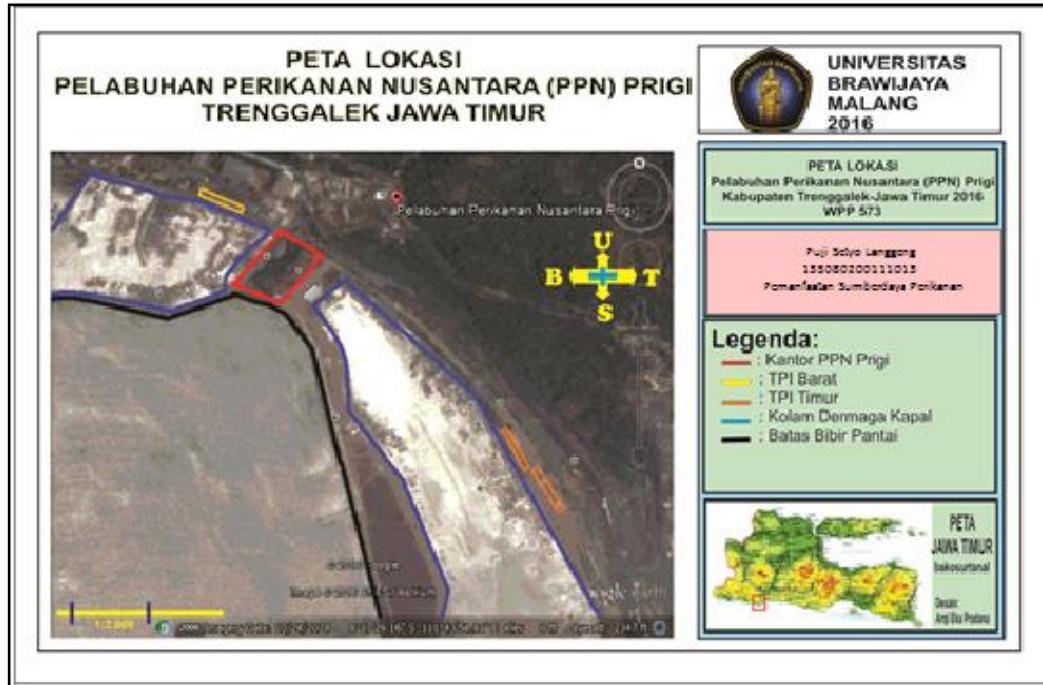 PETA LOKASI
PELABUHAN PERIKANAN NUSANTARA (PPN) PRIGI
TRENGGALEK JAWA TIMUR
UNIVERSITAS
BRAWIJAYA
MALANG
2016
PETA LOKASI
Pelabuhan Perikanan Nusantara (PPN) Prigi
Kabupaten Trenggalek-Jawa Timur 2016
WPP 573
Puji Setyo
Pemanfaatan Sumberdaya Perikanan
Legenda:
: Kantor PPN Prigi
: TPI Barat
: TPI Timur
: Kolam Dermaga Kapal
: Batas Bibir Pantai
PETA
JAWA TIMUR
bakosurtanal
Pelabuhan Perikanan Nusantara Prigi
U
B T
S
Google earth